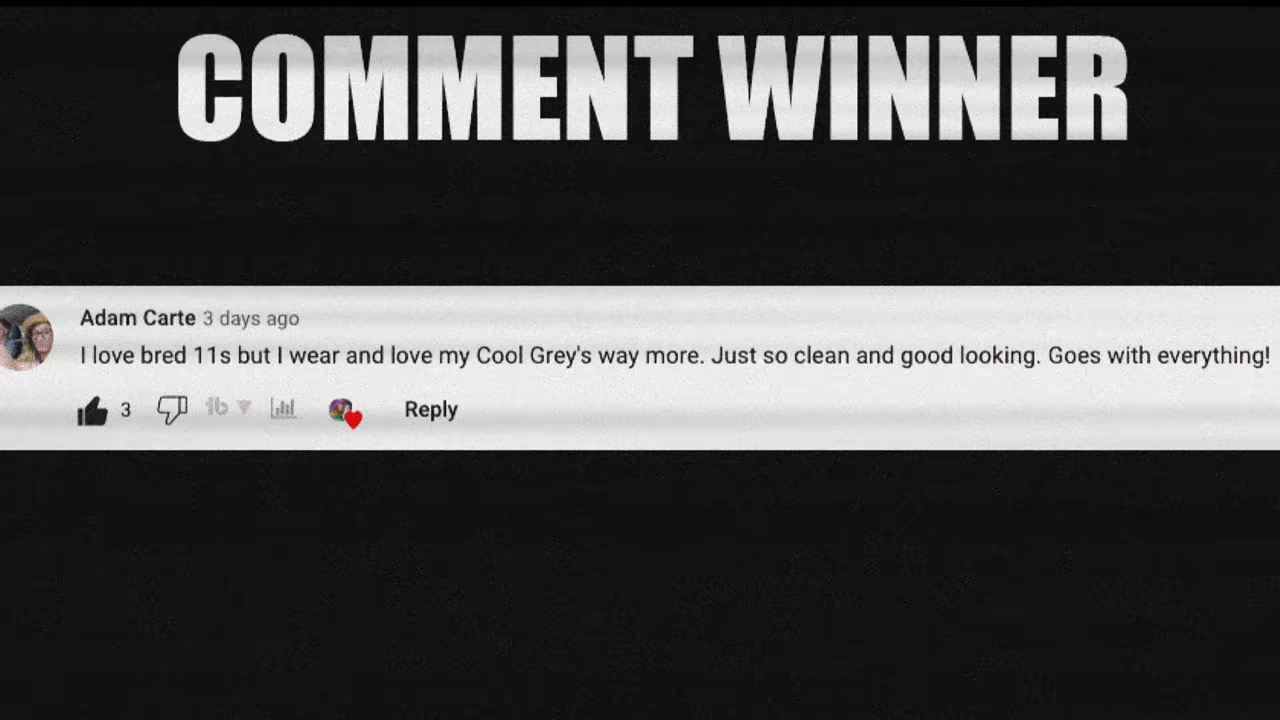 COMMENT WINNER
Adam Carte 3 days ago
I love bred 11s but I wear and love my Cool Grey's way more. Just so clean and good looking. Goes with everything!
3 Reply